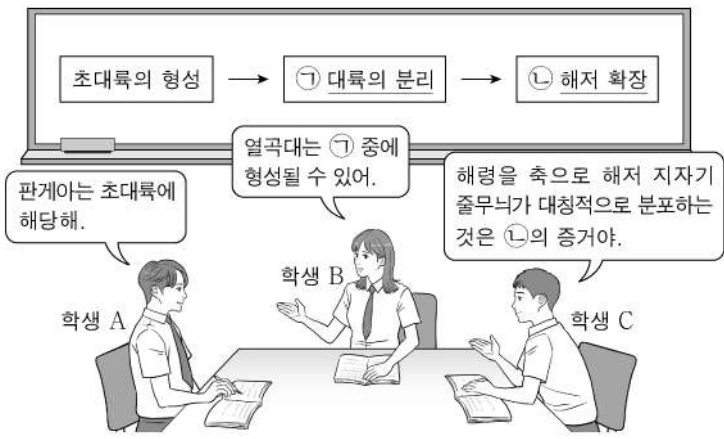 초대륙의 형성 → ㉠ 대륙의 분리 → ㉡ 해저 확장
열곡대는 ㉠ 중에
형성될 수 있어.
판게아는 초대륙에
해당해.
해령을 축으로 해저 지자기
줄무늬가 대칭적으로 분포하는
것은 ㉡의 증거야.
학생 A
학생 B
학생 C